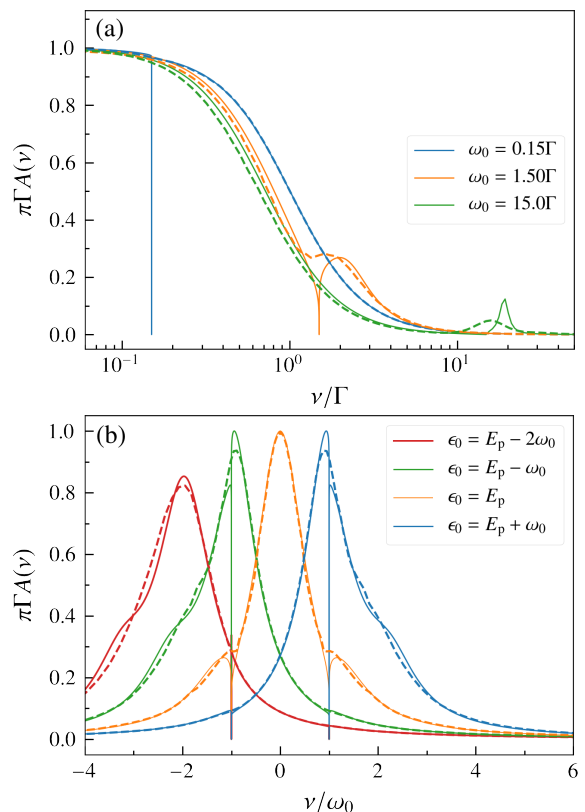 (a)
1.0
0.8
0.6
0.4
0.2
0.0
πΓA(ν)
ω₀ = 0.15Γ
ω₀ = 1.50Γ
ω₀ = 15.0Γ
10⁻¹ 10⁰ 10¹
ν/Γ
(b)
1.0
0.8
0.6
0.4
0.2
0.0
πΓA(ν)
ϵ₀ = Eₚ − 2ω₀
ϵ₀ = Eₚ − ω₀
ϵ₀ = Eₚ
ϵ₀ = Eₚ + ω₀
−4 −2 0 2 4 6
ν/ω₀